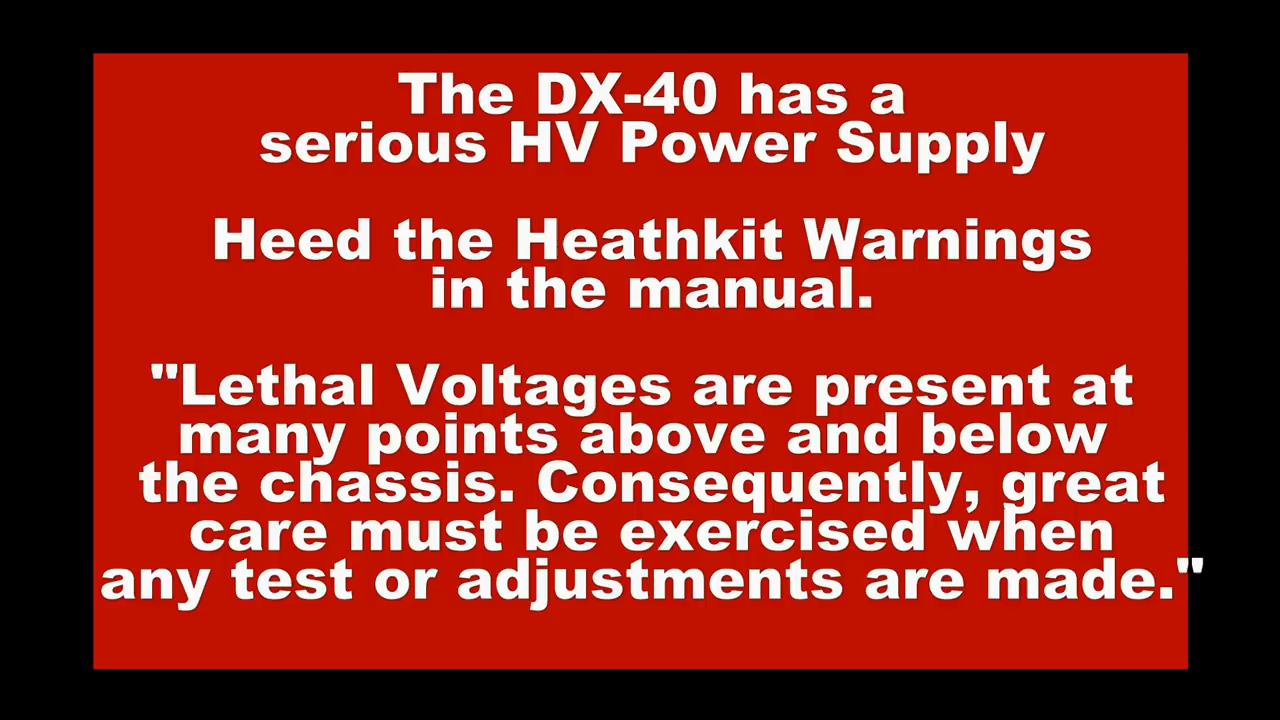 The DX-40 has a
serious HV Power Supply
Heed the Heathkit Warnings
in the manual.
"Lethal Voltages are present at
many points above and below
the chassis. Consequently, great
care must be exercised when
any test or adjustments are made."